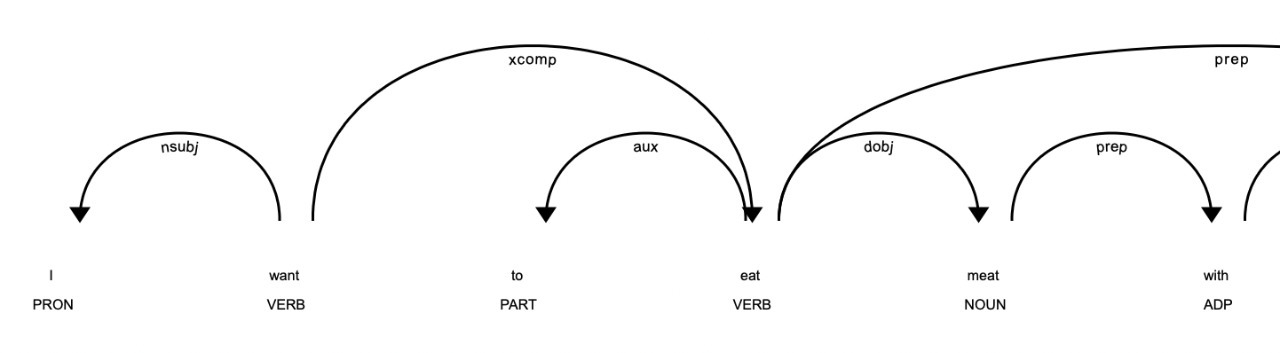 xcomp prep
nsubj aux dobj prep
I want to eat meat with
PRON VERB PART VERB NOUN ADP